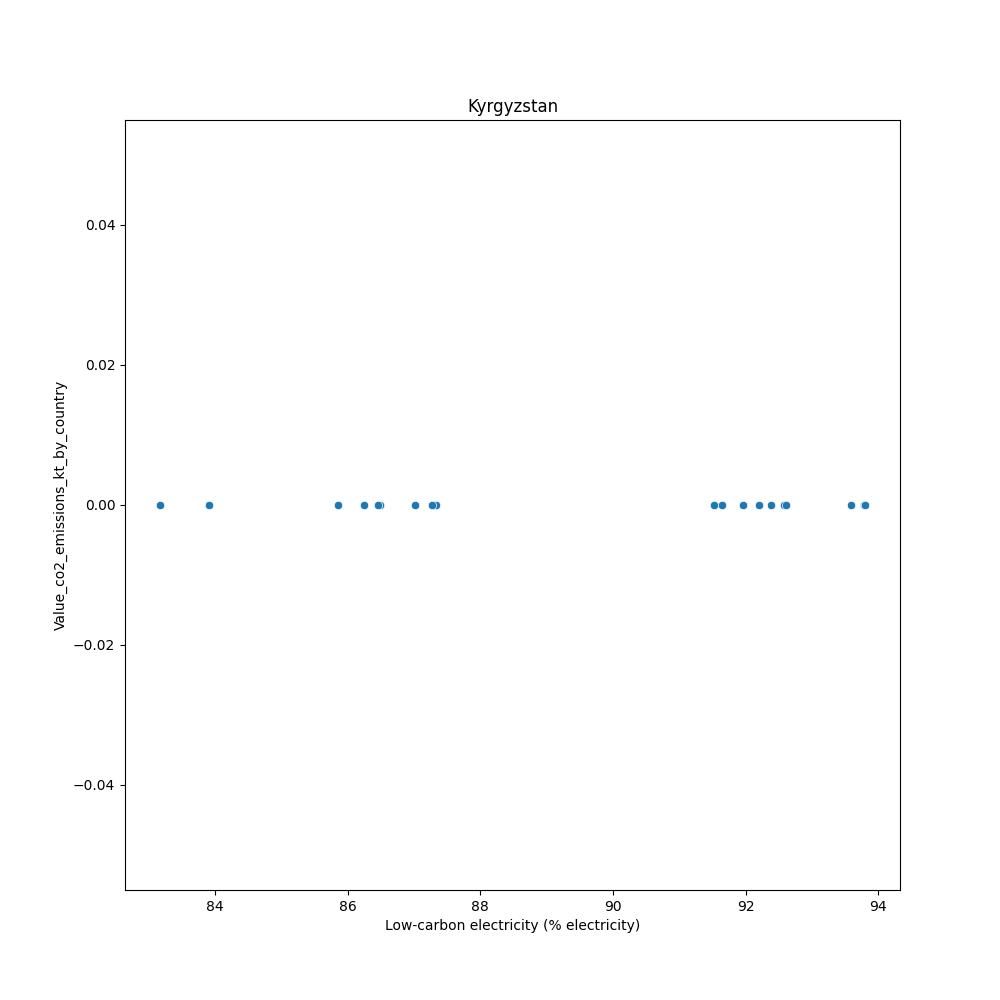 Kyrgyzstan
0.04
0.02
0.00
−0.02
−0.04
Value_co2_emissions_kt_by_country
84 86 88 90 92 94
Low-carbon electricity (% electricity)